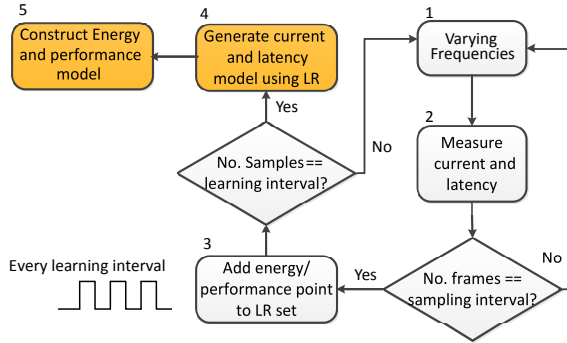 5
Construct Energy
and performance
model
4
Generate current
and latency
model using LR
1
Varying
Frequencies
Yes
No
2
Measure
current and
latency
No. Samples==
learning interval?
3
Add energy/
performance point
to LR set
Yes
No. frames ==
sampling interval?
No
Every learning interval